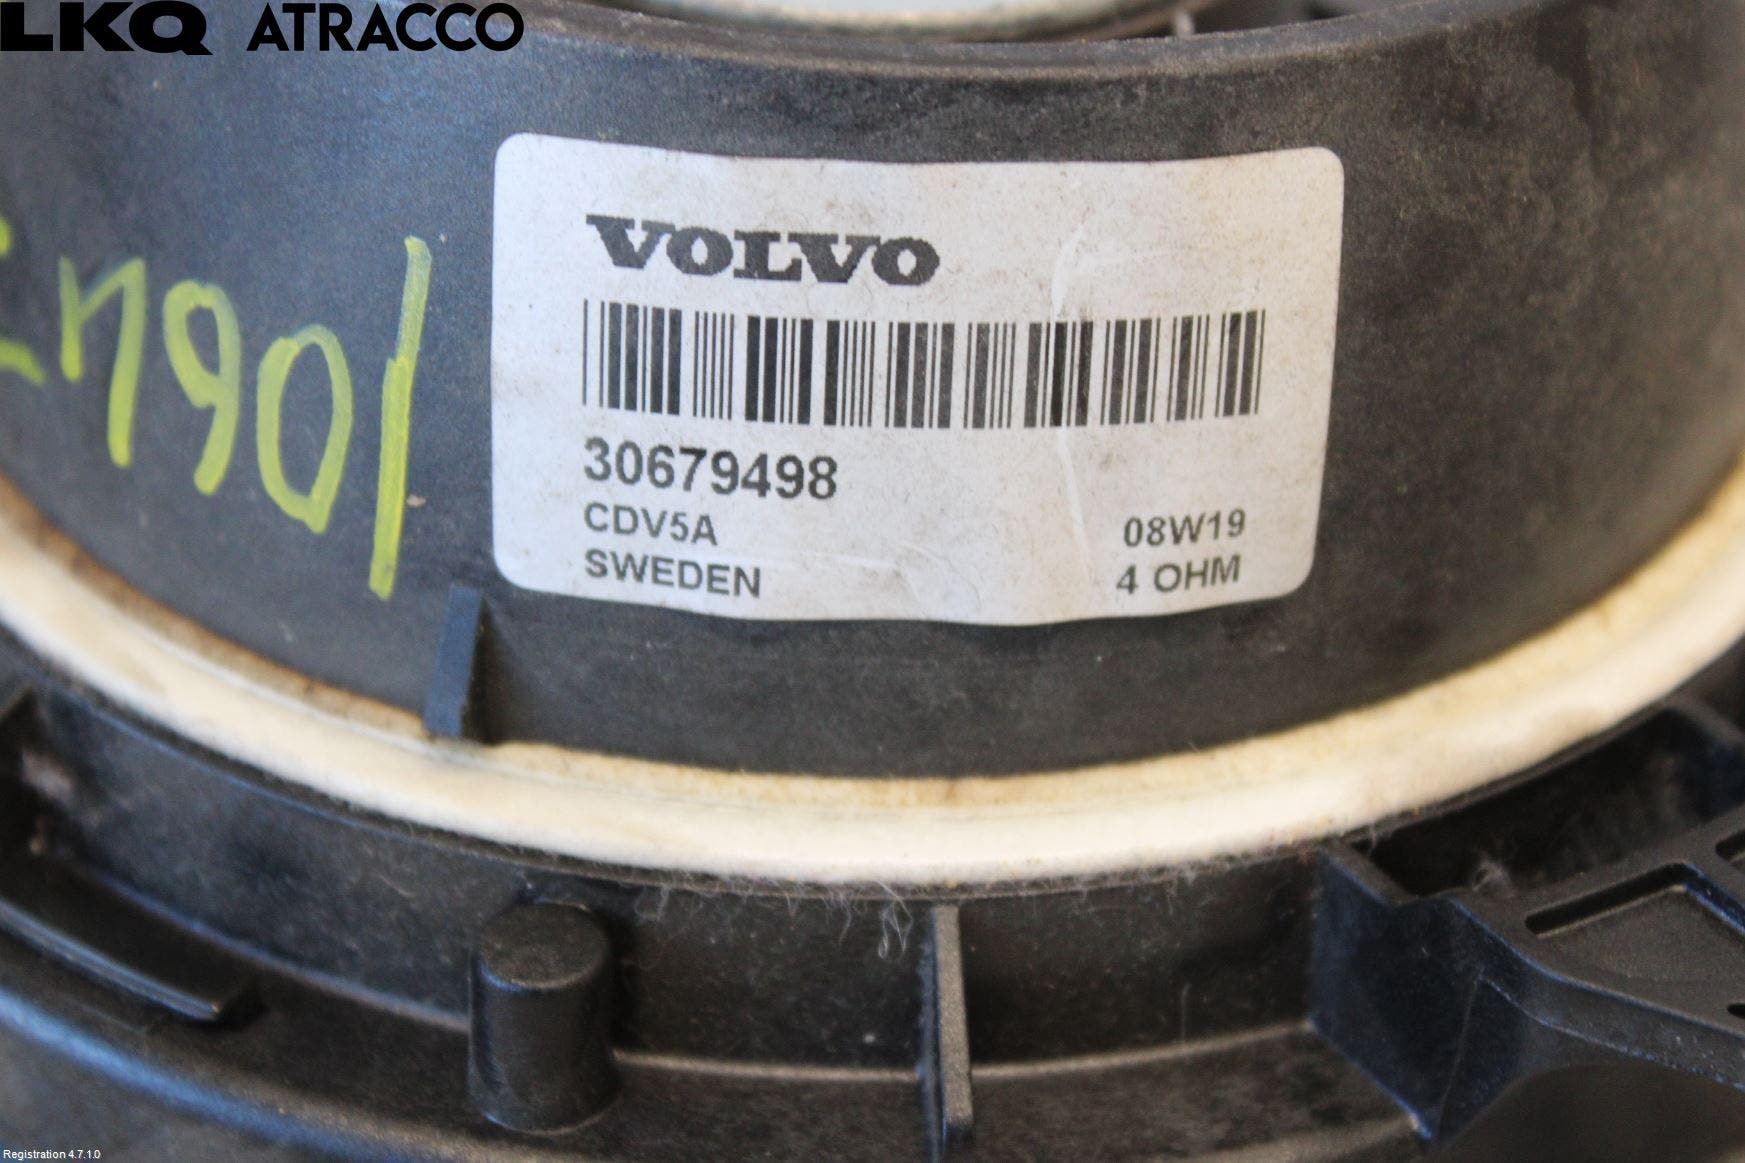 LKQ ATRACCO
VOLVO
30679498
CDV5A
08W19
SWEDEN
4 OHM
Registration 4.7.1.0